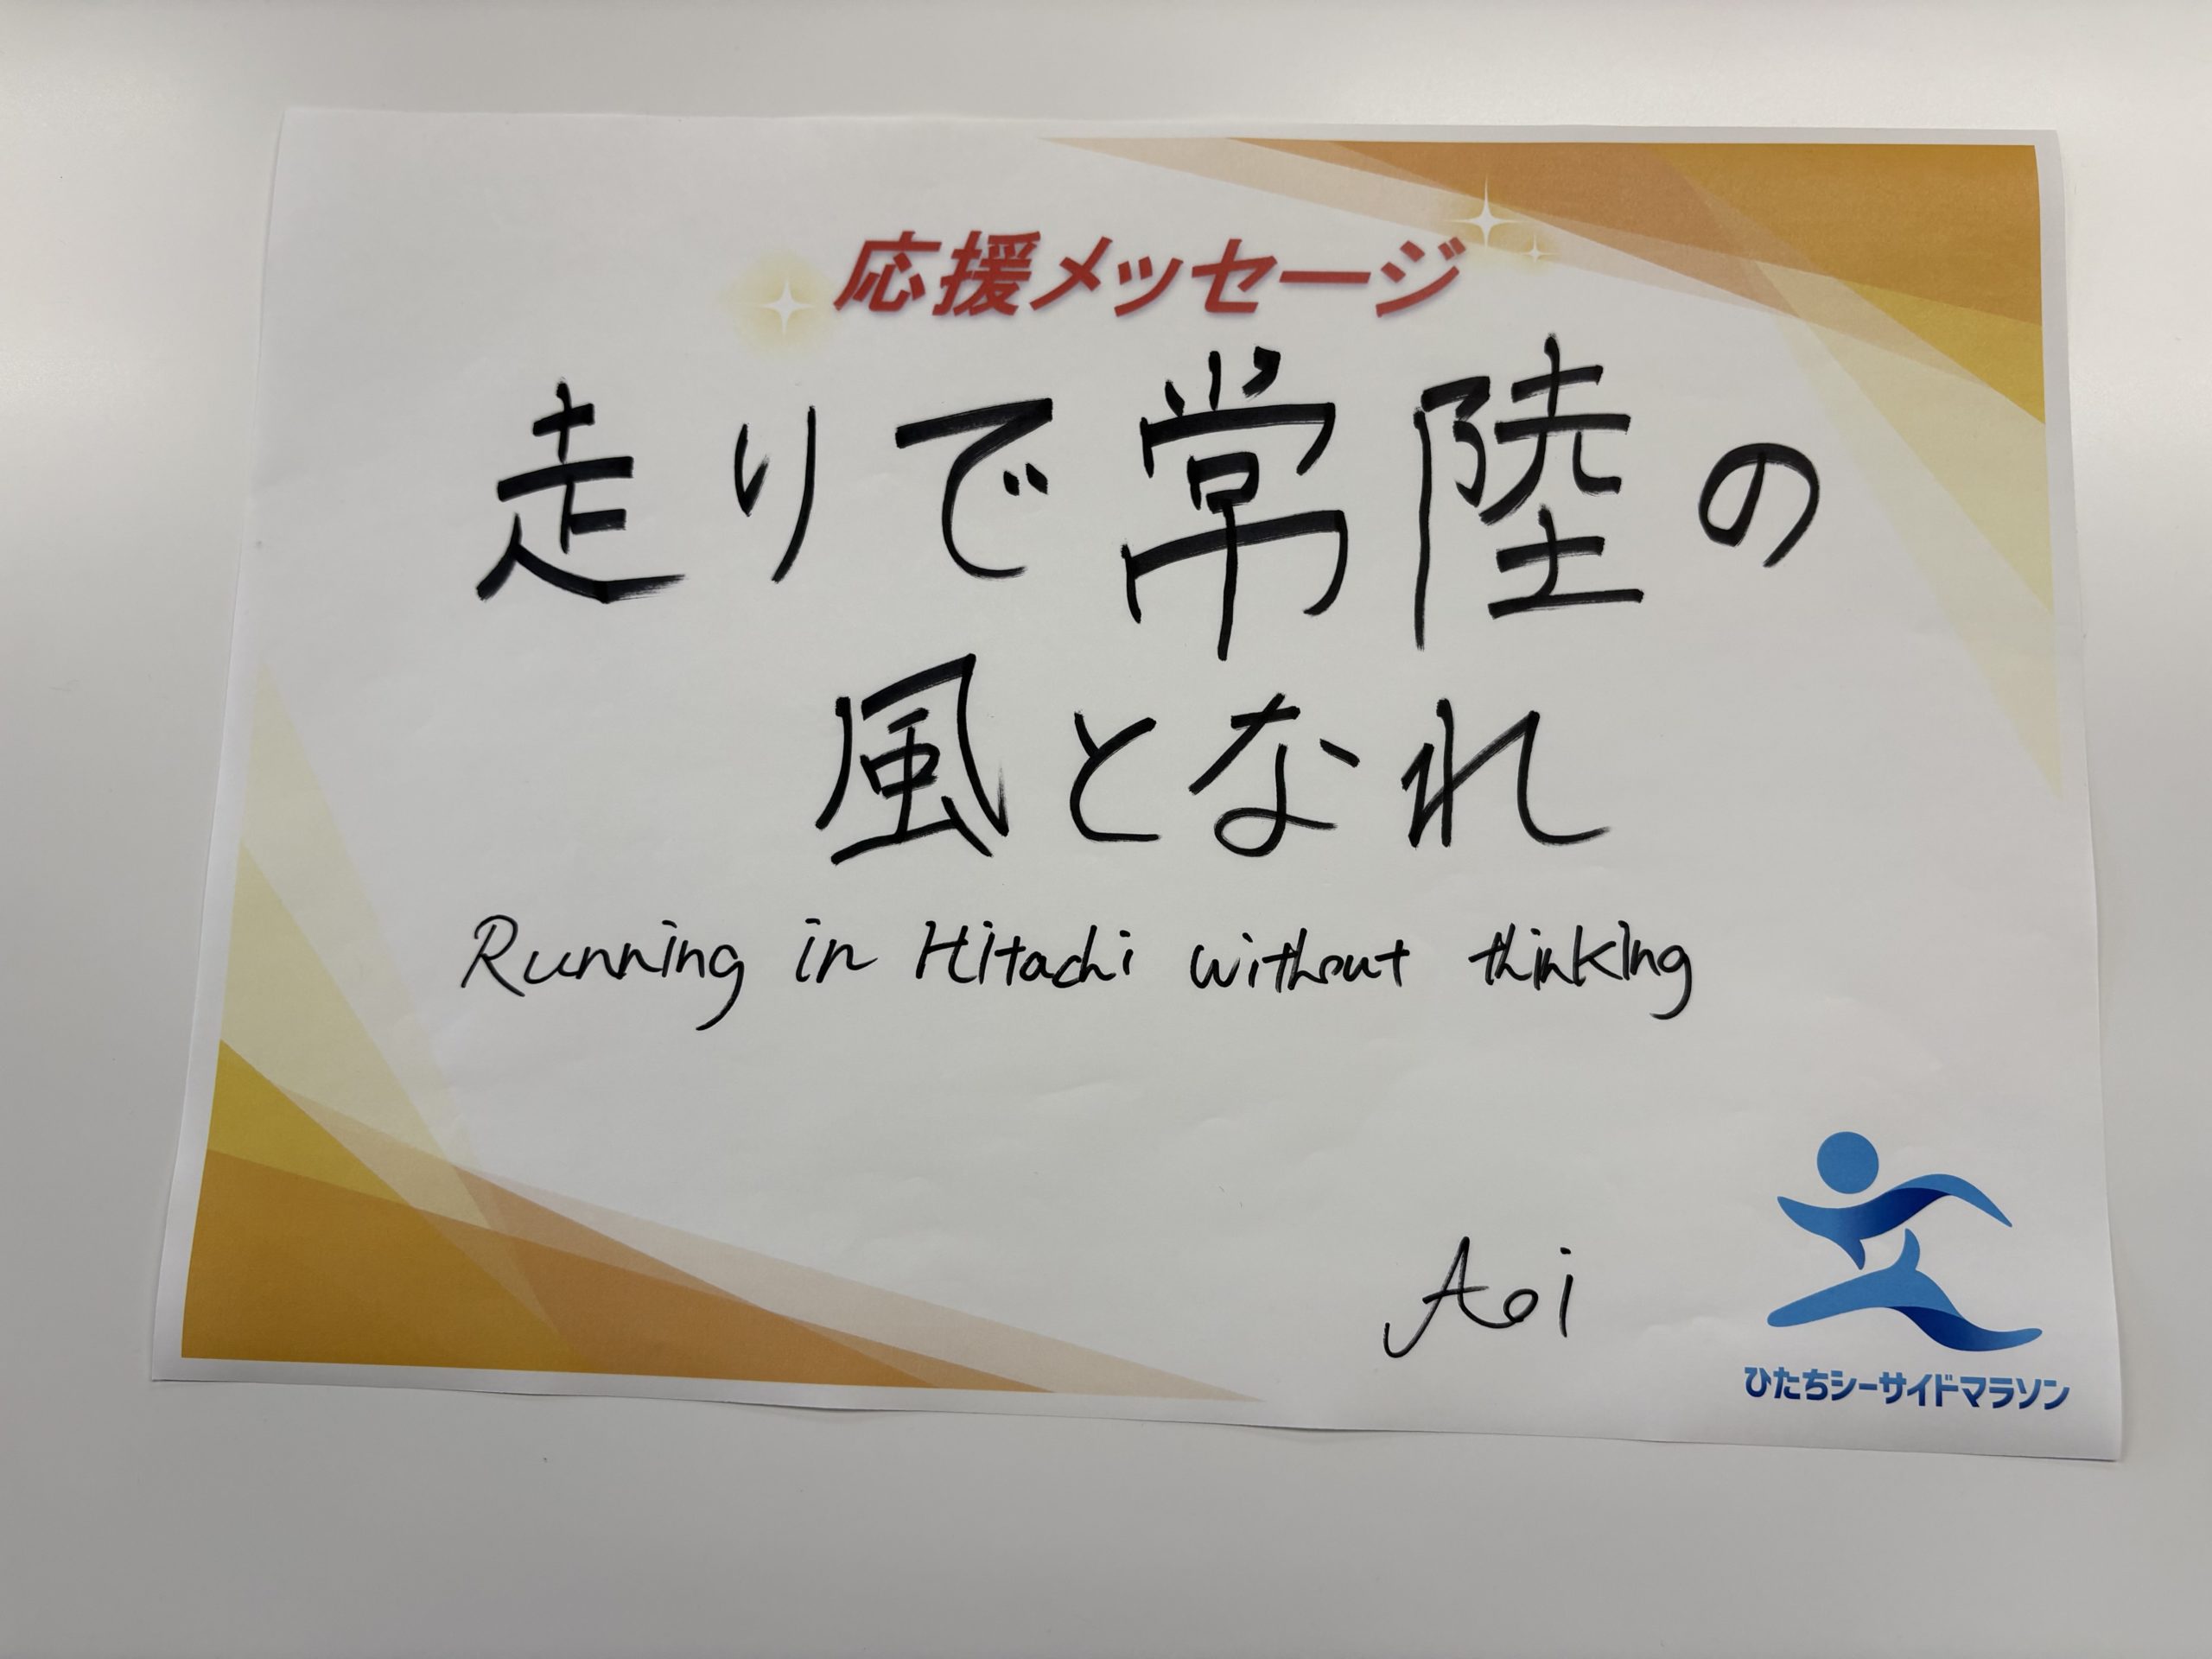 応援メッセージ
走りで常陸の
風となれ
Running in Hitachi without thinking
Aoi
ひたちシーサイドマラソン